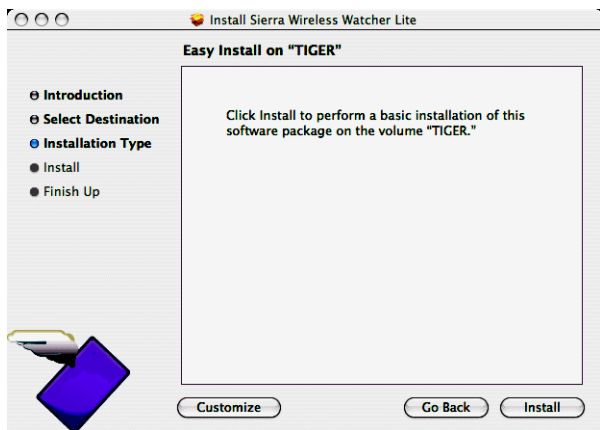 Install Sierra Wireless Watcher Lite
Easy Install on “TIGER”
Introduction
Select Destination
Installation Type
Install
Finish Up
Click Install to perform a basic installation of this
software package on the volume “TIGER.”
Customize
Go Back
Install